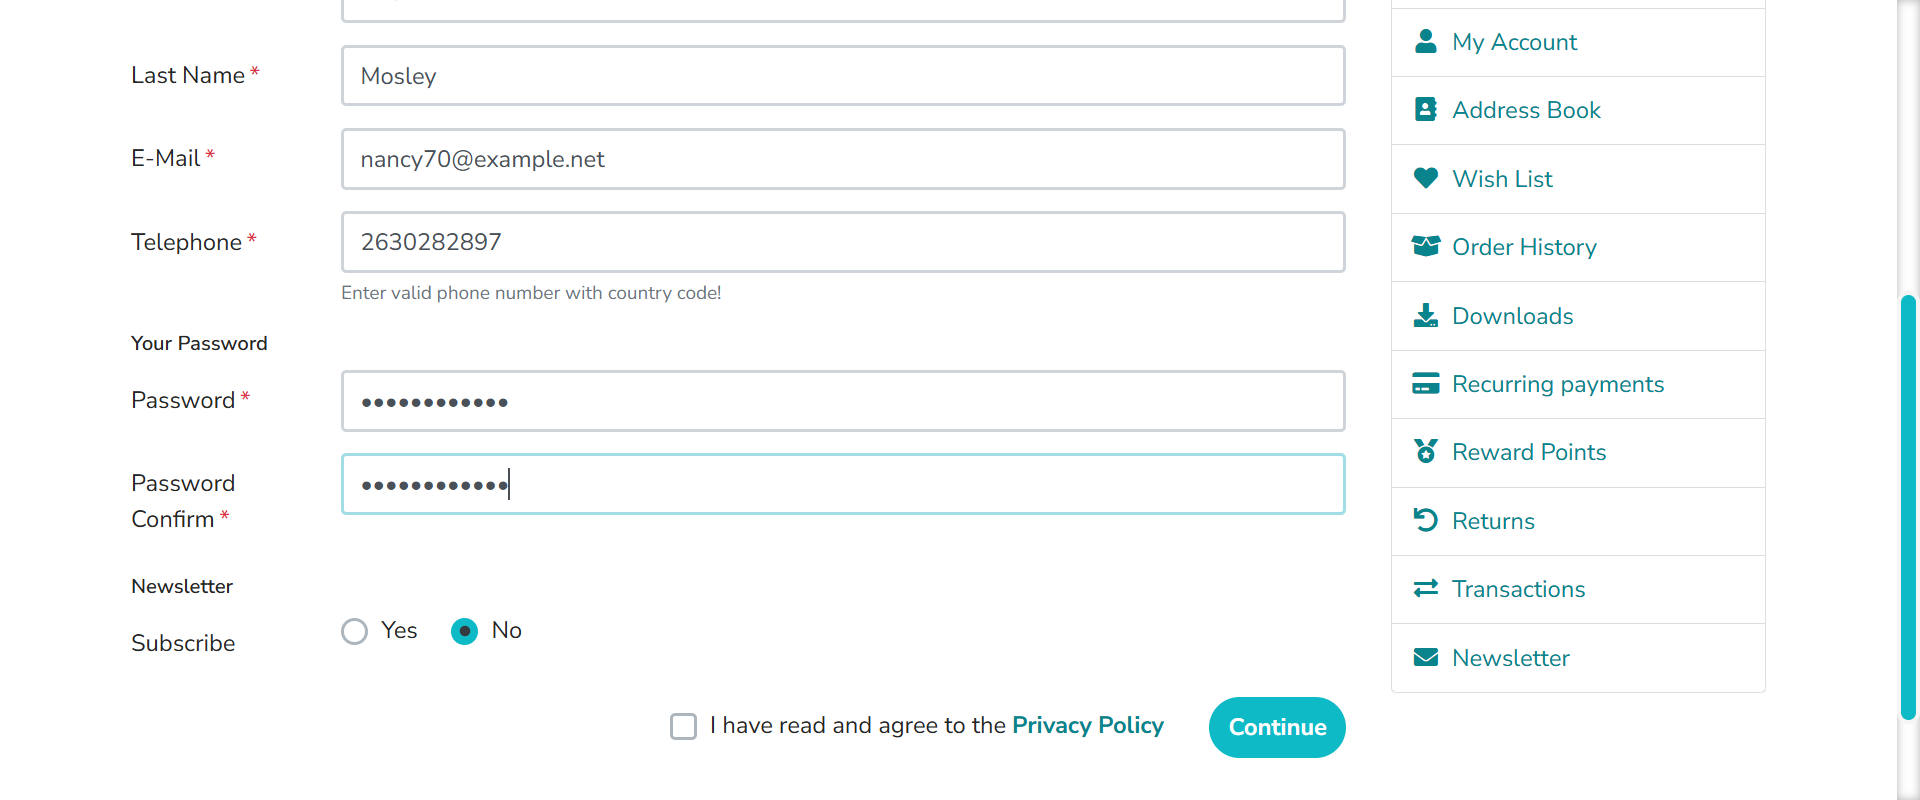 Last Name *
Mosley
E-Mail *
nancy70@example.net
Telephone *
2630282897
Enter valid phone number with country code!
Your Password
Password *
••••••••••••
Password
Confirm *
••••••••••••
Newsletter
Subscribe
Yes
No
I have read and agree to the Privacy Policy
Continue
My Account
Address Book
Wish List
Order History
Downloads
Recurring payments
Reward Points
Returns
Transactions
Newsletter